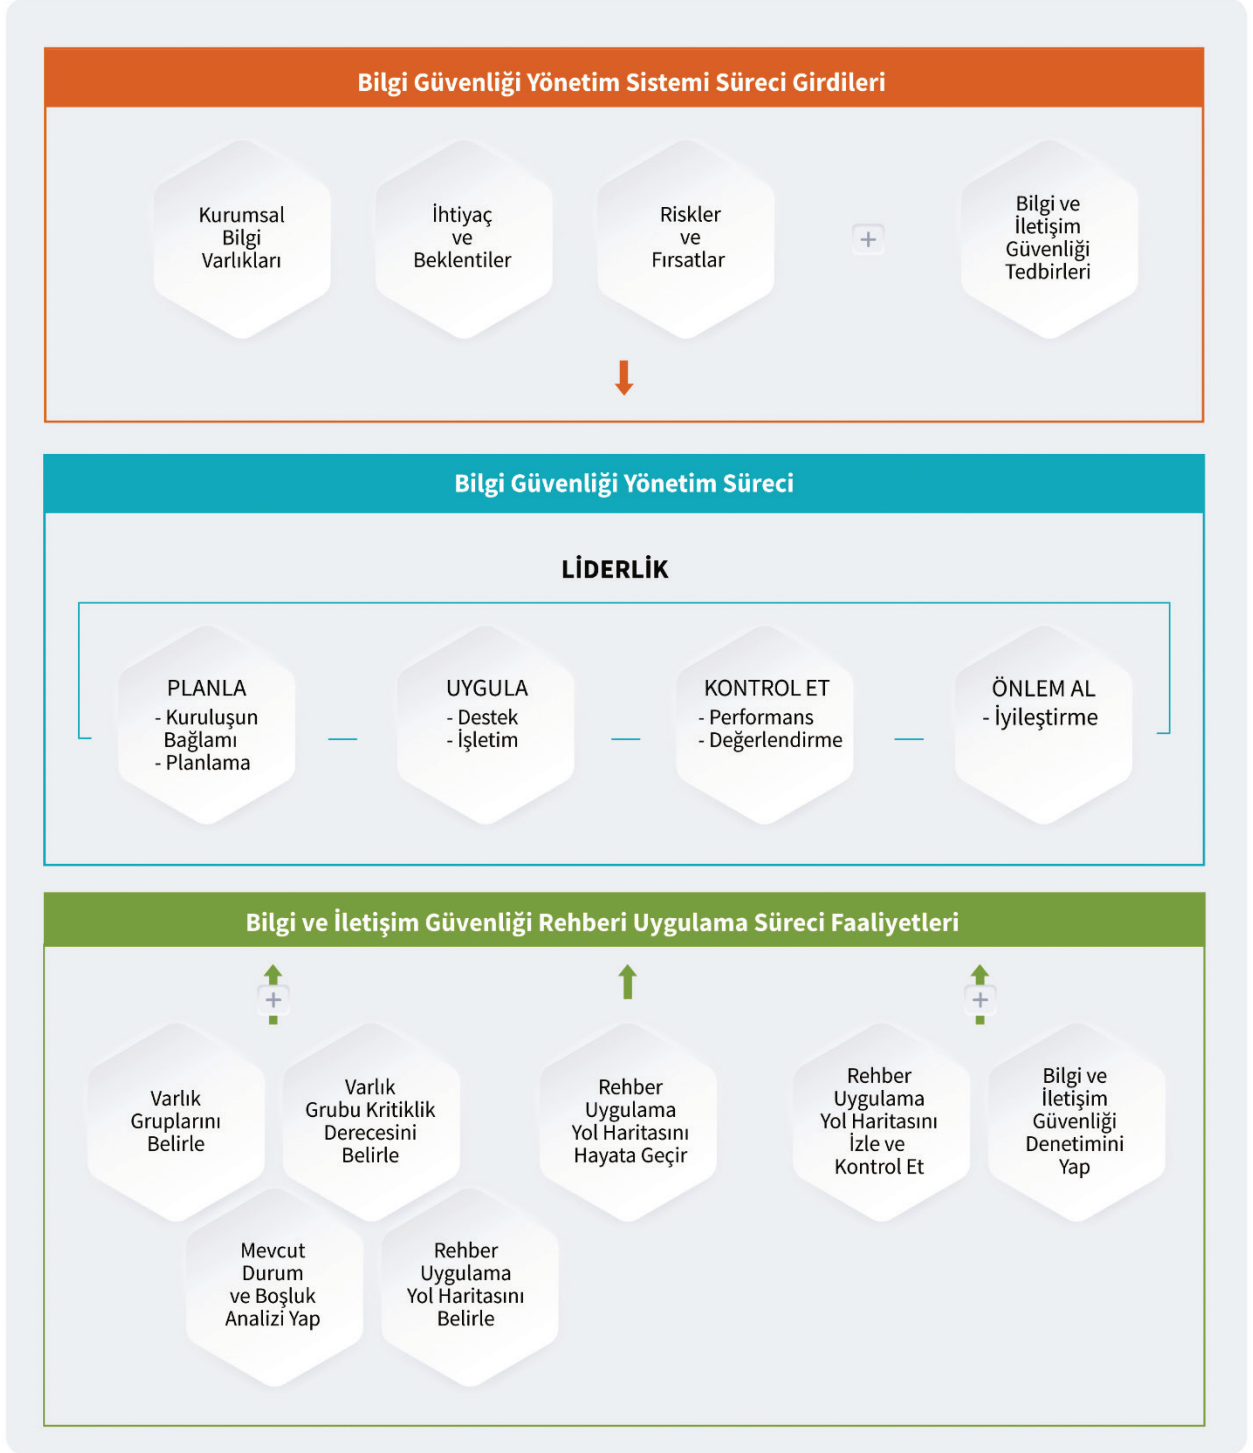 Bilgi Güvenliği Yönetim Sistemi Süreci Girdileri
Kurumsal
Bilgi
Varlıkları
İhtiyaç
ve
Beklentiler
Riskler
ve
Fırsatlar
+
Bilgi ve
İletişim
Güvenliği
Tedbirleri
Bilgi Güvenliği Yönetim Süreci
LİDERLİK
PLANLA
- Kuruluşun
Bağlamı
- Planlama
UYGULA
- Destek
- İşletim
KONTROL ET
- Performans
- Değerlendirme
ÖNLEM AL
- İyileştirme
Bilgi ve İletişim Güvenliği Rehberi Uygulama Süreci Faaliyetleri
+
+
Varlık
Gruplarını
Belirle
Varlık
Grubu Kritiklik
Derecesini
Belirle
Rehber
Uygulama
Yol Haritasını
Hayata Geçir
Rehber
Uygulama
Yol Haritasını
İzle ve
Kontrol Et
Bilgi ve
İletişim
Güvenliği
Denetimini
Yap
Mevcut
Durum
ve Boşluk
Analizi Yap
Rehber
Uygulama
Yol Haritasını
Belirle